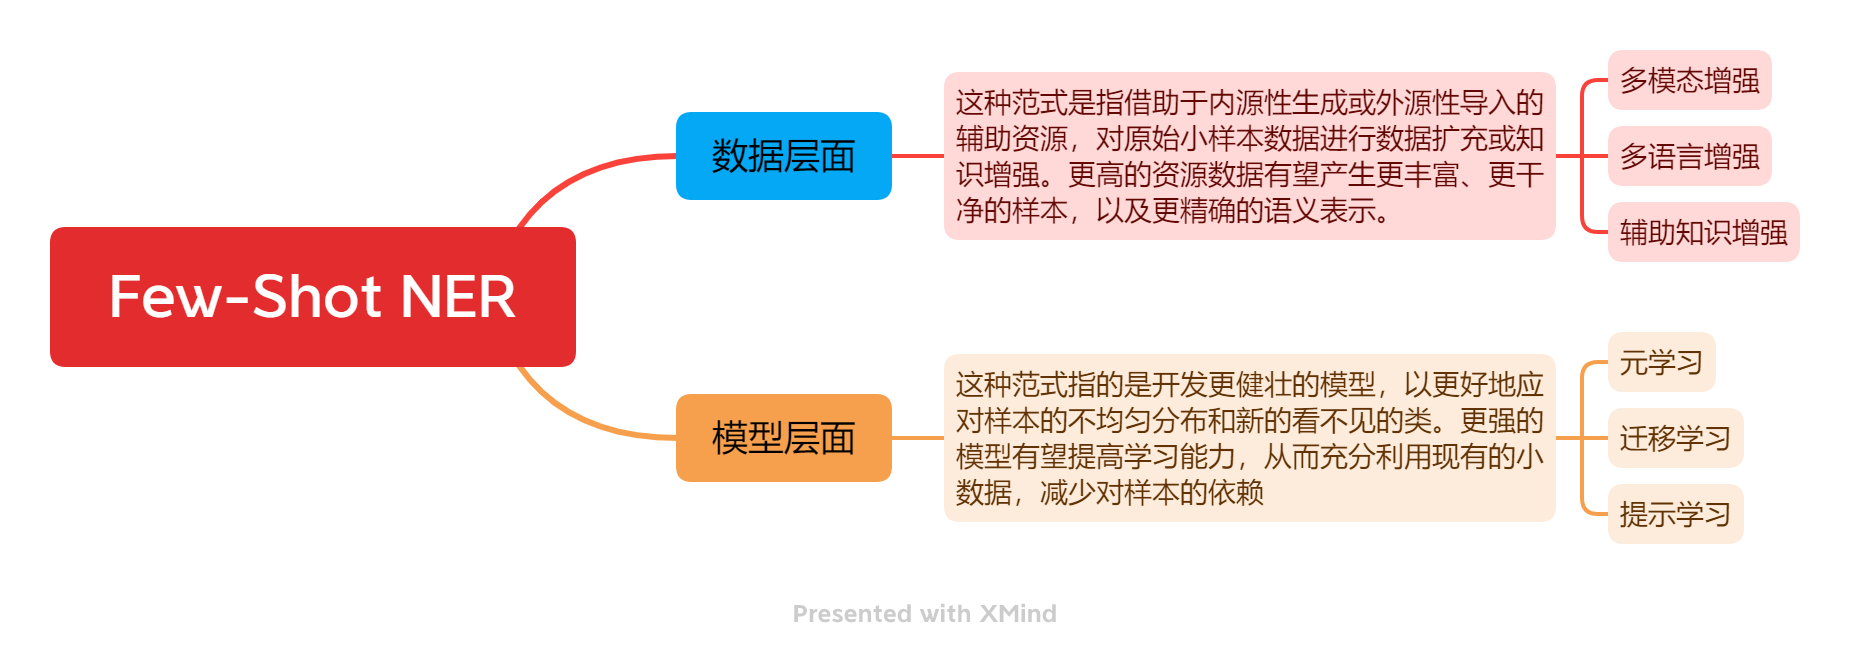 Few-Shot NER
数据层面
这种范式是指借助于内源性生成或外源性导入的
辅助资源，对原始小样本数据进行数据扩充或知
识增强。更高的资源数据有望产生更丰富、更干
净的样本，以及更精确的语义表示。
多模态增强
多语言增强
辅助知识增强
模型层面
这种范式指的是开发更健壮的模型，以更好地应
对样本的不均匀分布和新的看不见的类。更强的
模型有望提高学习能力，从而充分利用现有的小
数据，减少对样本的依赖
元学习
迁移学习
提示学习
Presented with XMind